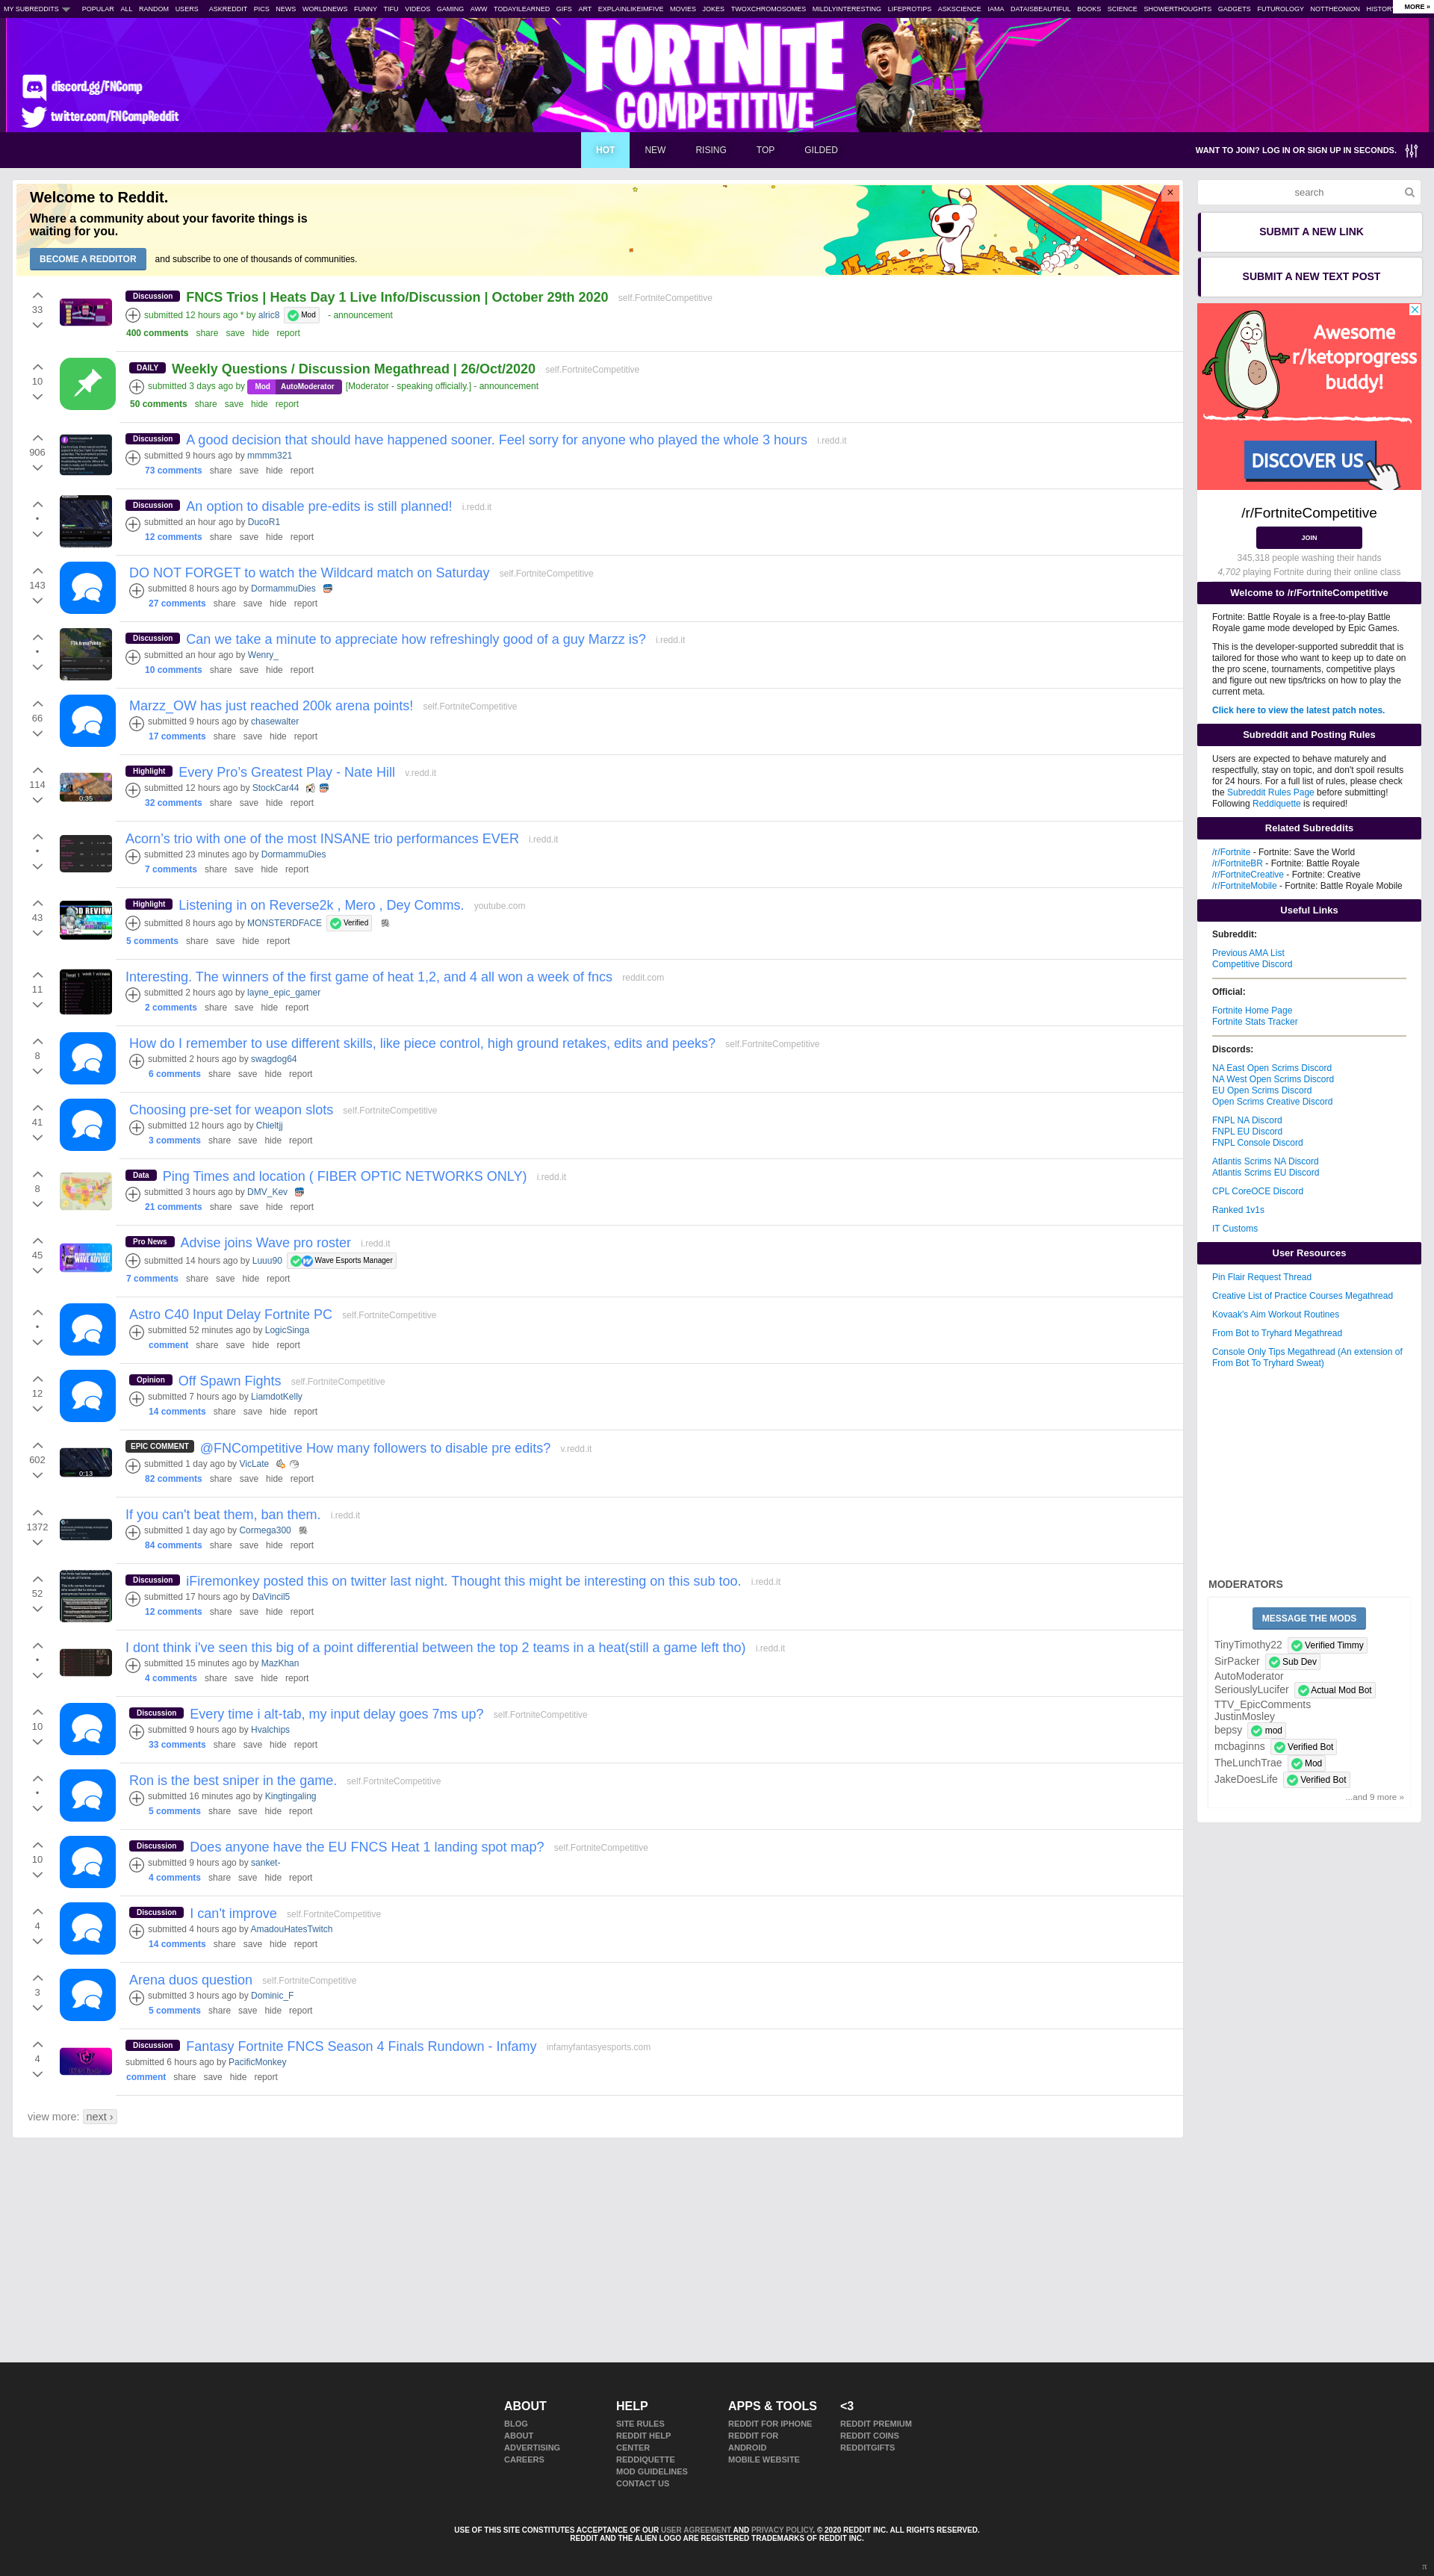 MY SUBREDDITS POPULAR ALL RANDOM USERS ASKREDDIT PICS NEWS WORLDNEWS FUNNY TIFU VIDEOS GAMING AWW TODAYILEARNED GIFS ART EXPLAINLIKEIMFIVE MOVIES JOKES TWOXCHROMOSOMES MILDLYINTERESTING LIFEPROTIPS ASKSCIENCE IAMA DATAISBEAUTIFUL BOOKS SCIENCE SHOWERTHOUGHTS GADGETS FUTUROLOGY NOTTHEONION HISTORY MORE »
FORTNITE
COMPETITIVE
discord.gg/FNComp
twitter.com/FNCompReddit
HOT NEW RISING TOP GILDED
WANT TO JOIN? LOG IN OR SIGN UP IN SECONDS.
Welcome to Reddit.
Where a community about your favorite things is
waiting for you.
BECOME A REDDITOR and subscribe to one of thousands of communities.
×
33
Discussion FNCS Trios | Heats Day 1 Live Info/Discussion | October 29th 2020 self.FortniteCompetitive
submitted 12 hours ago * by alric8 Mod - announcement
400 comments share save hide report
10
DAILY Weekly Questions / Discussion Megathread | 26/Oct/2020 self.FortniteCompetitive
submitted 3 days ago by Mod AutoModerator [Moderator - speaking officially.] - announcement
50 comments share save hide report
906
Discussion A good decision that should have happened sooner. Feel sorry for anyone who played the whole 3 hours i.redd.it
submitted 9 hours ago by mmmm321
73 comments share save hide report
•
Discussion An option to disable pre-edits is still planned! i.redd.it
submitted an hour ago by DucoR1
12 comments share save hide report
143
DO NOT FORGET to watch the Wildcard match on Saturday self.FortniteCompetitive
submitted 8 hours ago by DormammuDies
27 comments share save hide report
•
Discussion Can we take a minute to appreciate how refreshingly good of a guy Marzz is? i.redd.it
submitted an hour ago by Wenry_
10 comments share save hide report
66
Marzz_OW has just reached 200k arena points! self.FortniteCompetitive
submitted 9 hours ago by chasewalter
17 comments share save hide report
114
0:35
Highlight Every Pro's Greatest Play - Nate Hill v.redd.it
submitted 12 hours ago by StockCar44
32 comments share save hide report
•
Acorn's trio with one of the most INSANE trio performances EVER i.redd.it
submitted 23 minutes ago by DormammuDies
7 comments share save hide report
43
Highlight Listening in on Reverse2k , Mero , Dey Comms. youtube.com
submitted 8 hours ago by MONSTERDFACE Verified
5 comments share save hide report
11
Interesting. The winners of the first game of heat 1,2, and 4 all won a week of fncs reddit.com
submitted 2 hours ago by layne_epic_gamer
2 comments share save hide report
8
How do I remember to use different skills, like piece control, high ground retakes, edits and peeks? self.FortniteCompetitive
submitted 2 hours ago by swagdog64
6 comments share save hide report
41
Choosing pre-set for weapon slots self.FortniteCompetitive
submitted 12 hours ago by Chieltjj
3 comments share save hide report
8
Data Ping Times and location ( FIBER OPTIC NETWORKS ONLY) i.redd.it
submitted 3 hours ago by DMV_Kev
21 comments share save hide report
45
Pro News Advise joins Wave pro roster i.redd.it
submitted 14 hours ago by Luuu90 Wave Esports Manager
7 comments share save hide report
•
Astro C40 Input Delay Fortnite PC self.FortniteCompetitive
submitted 52 minutes ago by LogicSinga
comment share save hide report
12
Opinion Off Spawn Fights self.FortniteCompetitive
submitted 7 hours ago by LiamdotKelly
14 comments share save hide report
602
0:13
EPIC COMMENT @FNCompetitive How many followers to disable pre edits? v.redd.it
submitted 1 day ago by VicLate
82 comments share save hide report
1372
If you can't beat them, ban them. i.redd.it
submitted 1 day ago by Cormega300
84 comments share save hide report
52
Discussion iFiremonkey posted this on twitter last night. Thought this might be interesting on this sub too. i.redd.it
submitted 17 hours ago by DaVincil5
12 comments share save hide report
•
I dont think i've seen this big of a point differential between the top 2 teams in a heat(still a game left tho) i.redd.it
submitted 15 minutes ago by MazKhan
4 comments share save hide report
10
Discussion Every time i alt-tab, my input delay goes 7ms up? self.FortniteCompetitive
submitted 9 hours ago by Hvalchips
33 comments share save hide report
•
Ron is the best sniper in the game. self.FortniteCompetitive
submitted 16 minutes ago by Kingtingaling
5 comments share save hide report
10
Discussion Does anyone have the EU FNCS Heat 1 landing spot map? self.FortniteCompetitive
submitted 9 hours ago by sanket-
4 comments share save hide report
4
Discussion I can't improve self.FortniteCompetitive
submitted 4 hours ago by AmadouHatesTwitch
14 comments share save hide report
3
Arena duos question self.FortniteCompetitive
submitted 3 hours ago by Dominic_F
5 comments share save hide report
4
Discussion Fantasy Fortnite FNCS Season 4 Finals Rundown - Infamy infamyfantasyesports.com
submitted 6 hours ago by PacificMonkey
comment share save hide report
view more: next ›
search
SUBMIT A NEW LINK
SUBMIT A NEW TEXT POST
Awesome
r/ketoprogress
buddy!
DISCOVER US
/r/FortniteCompetitive
JOIN
345,318 people washing their hands
4,702 playing Fortnite during their online class
Welcome to /r/FortniteCompetitive
Fortnite: Battle Royale is a free-to-play Battle
Royale game mode developed by Epic Games.
This is the developer-supported subreddit that is
tailored for those who want to keep up to date on
the pro scene, tournaments, competitive plays
and figure out new tips/tricks on how to play the
current meta.
Click here to view the latest patch notes.
Subreddit and Posting Rules
Users are expected to behave maturely and
respectfully, stay on topic, and don't spoil results
for 24 hours. For a full list of rules, please check
the Subreddit Rules Page before submitting!
Following Reddiquette is required!
Related Subreddits
/r/Fortnite - Fortnite: Save the World
/r/FortniteBR - Fortnite: Battle Royale
/r/FortniteCreative - Fortnite: Creative
/r/FortniteMobile - Fortnite: Battle Royale Mobile
Useful Links
Subreddit:
Previous AMA List
Competitive Discord
Official:
Fortnite Home Page
Fortnite Stats Tracker
Discords:
NA East Open Scrims Discord
NA West Open Scrims Discord
EU Open Scrims Discord
Open Scrims Creative Discord
FNPL NA Discord
FNPL EU Discord
FNPL Console Discord
Atlantis Scrims NA Discord
Atlantis Scrims EU Discord
CPL CoreOCE Discord
Ranked 1v1s
IT Customs
User Resources
Pin Flair Request Thread
Creative List of Practice Courses Megathread
Kovaak's Aim Workout Routines
From Bot to Tryhard Megathread
Console Only Tips Megathread (An extension of
From Bot To Tryhard Sweat)
MODERATORS
MESSAGE THE MODS
TinyTimothy22 Verified Timmy
SirPacker Sub Dev
AutoModerator
SeriouslyLucifer Actual Mod Bot
TTV_EpicComments
JustinMosley
bepsy mod
mcbaginns Verified Bot
TheLunchTrae Mod
JakeDoesLife Verified Bot
...and 9 more »
ABOUT
BLOG
ABOUT
ADVERTISING
CAREERS
HELP
SITE RULES
REDDIT HELP
CENTER
REDDIQUETTE
MOD GUIDELINES
CONTACT US
APPS & TOOLS
REDDIT FOR IPHONE
REDDIT FOR
ANDROID
MOBILE WEBSITE
<3
REDDIT PREMIUM
REDDIT COINS
REDDITGIFTS
USE OF THIS SITE CONSTITUTES ACCEPTANCE OF OUR USER AGREEMENT AND PRIVACY POLICY. © 2020 REDDIT INC. ALL RIGHTS RESERVED.
REDDIT AND THE ALIEN LOGO ARE REGISTERED TRADEMARKS OF REDDIT INC.
π